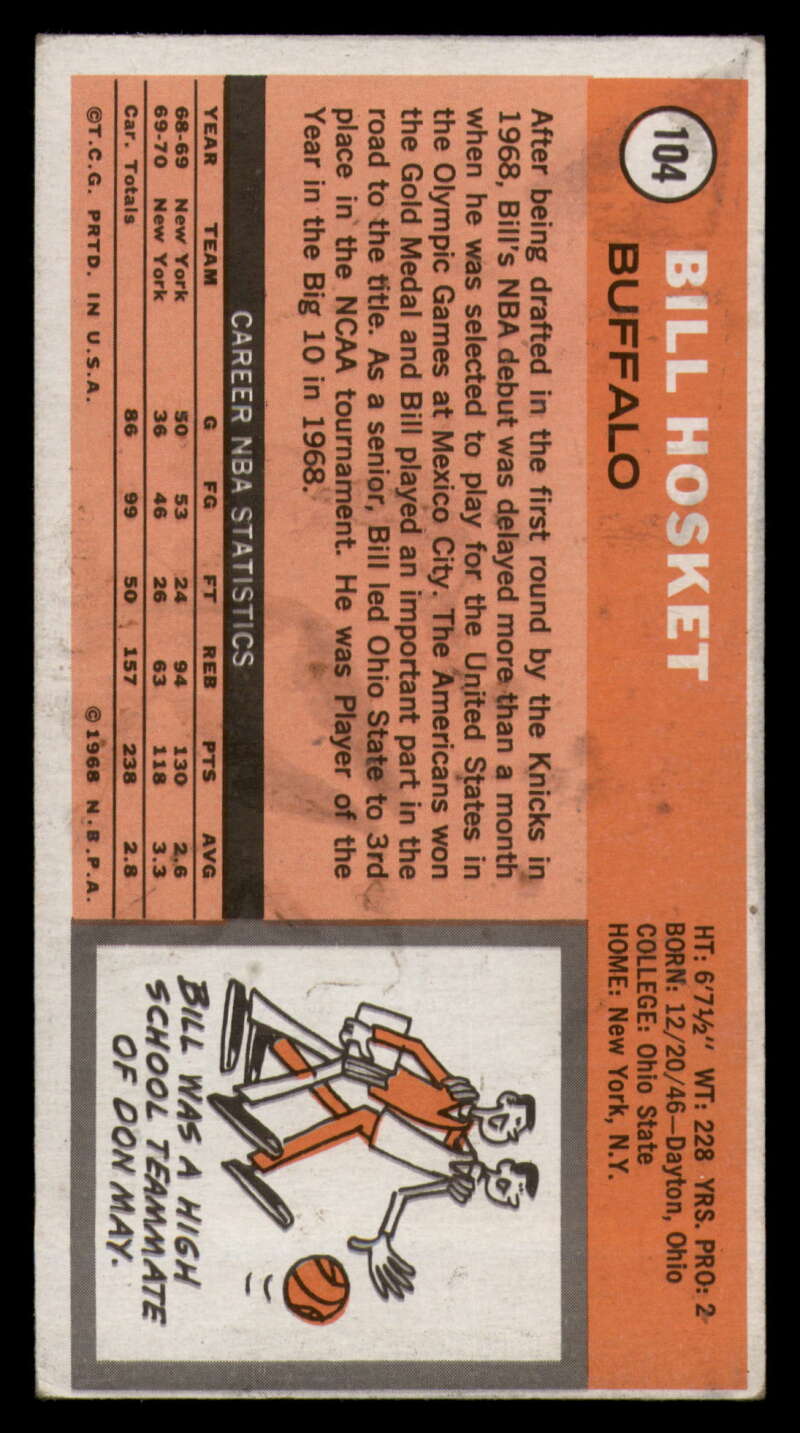 104
BILL HOSKET
BUFFALO
HT: 6'7½" WT: 228 YRS. PRO: 2
BORN: 12/20/46—Dayton, Ohio
COLLEGE: Ohio State
HOME: New York, N.Y.
After being drafted in the first round by the Knicks in
1968, Bill's NBA debut was delayed more than a month
when he was selected to play for the United States in
the Olympic Games at Mexico City. The Americans won
the Gold Medal and Bill played an important part in the
road to the title. As a senior, Bill led Ohio State to 3rd
place in the NCAA tournament. He was Player of the
Year in the Big 10 in 1968.
CAREER NBA STATISTICS
YEAR TEAM G FG FT REB PTS AVG
68-69 New York 50 53 24 94 130 2.6
69-70 New York 36 46 26 63 118 3.3
Car. Totals 86 99 50 157 238 2.8
©T.C.G. PRTD. IN U.S.A. ©1968 N.B.P.A.
BILL WAS A HIGH
SCHOOL TEAMMATE
OF DON MAY.